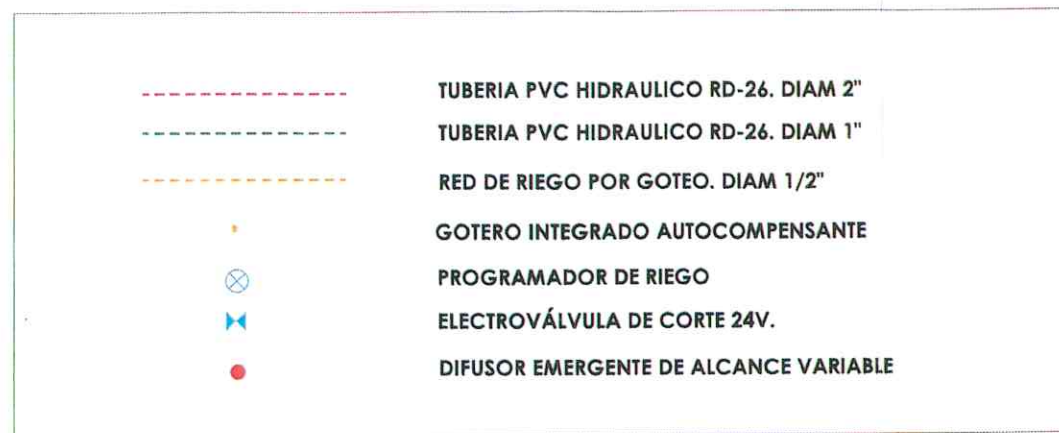 TUBERIA PVC HIDRAULICO RD-26. DIAM 2"
TUBERIA PVC HIDRAULICO RD-26. DIAM 1"
RED DE RIEGO POR GOTEO. DIAM 1/2"
GOTERO INTEGRADO AUTOCOMPENSANTE
PROGRAMADOR DE RIEGO
ELECTROVÁLVULA DE CORTE 24V.
DIFUSOR EMERGENTE DE ALCANCE VARIABLE